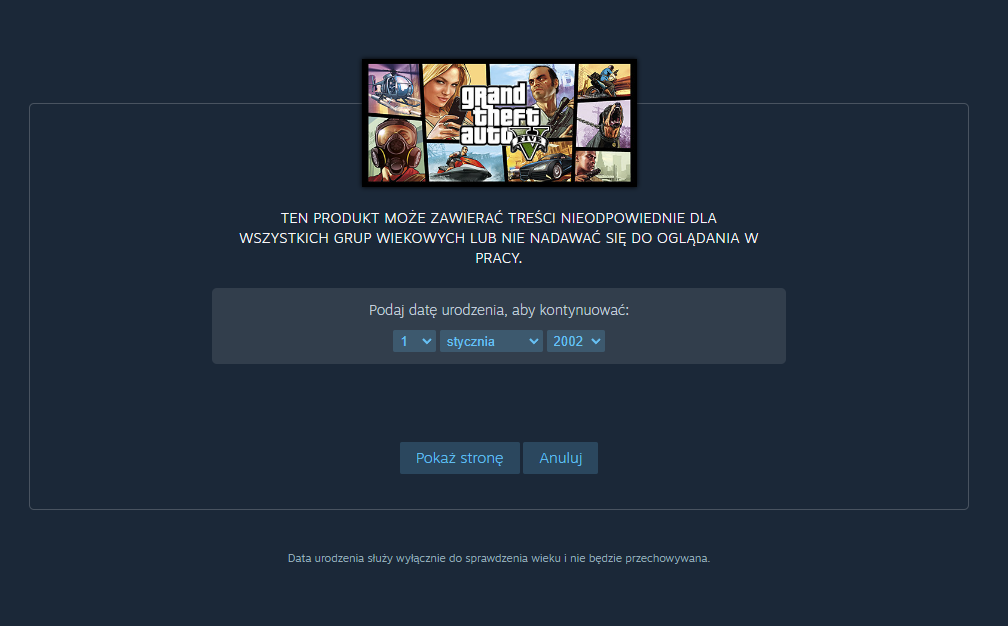 grand
theft
auto
V
FIVE
TEN PRODUKT MOŻE ZAWIERAĆ TREŚCI NIEODPOWIEDNIE DLA
WSZYSTKICH GRUP WIEKOWYCH LUB NIE NADAWAĆ SIĘ DO OGLĄDANIA W
PRACY.
Podaj datę urodzenia, aby kontynuować:
1 stycznia 2002
Pokaż stronę Anuluj
Data urodzenia służy wyłącznie do sprawdzenia wieku i nie będzie przechowywana.